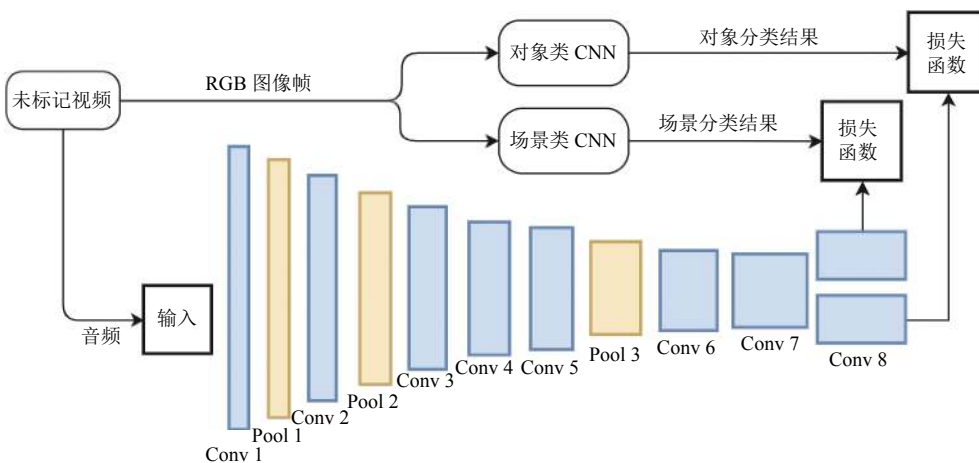 对象类 CNN
对象分类结果
损失
函数
未标记视频
RGB 图像帧
场景类 CNN
场景分类结果
损失
函数
输入
音频
Conv 1
Pool 1
Conv 2
Pool 2
Conv 3
Conv 4
Conv 5
Pool 3
Conv 6
Conv 7
Conv 8